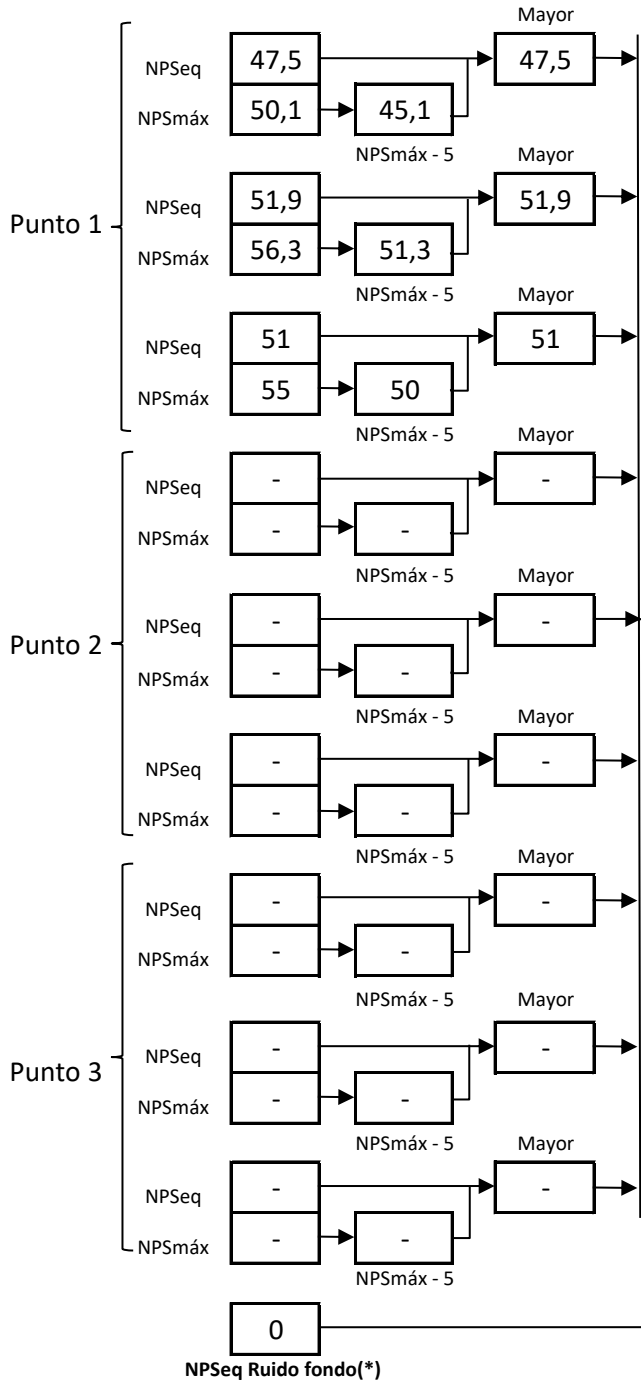 Mayor
NPSeq 47,5 47,5
NPSmáx 50,1 45,1
NPSmáx - 5 Mayor
NPSeq 51,9 51,9
Punto 1
NPSmáx 56,3 51,3
NPSmáx - 5 Mayor
NPSeq 51 51
NPSmáx 55 50
NPSmáx - 5 Mayor
NPSeq - -
NPSmáx - -
NPSmáx - 5 Mayor
NPSeq - -
Punto 2
NPSmáx - -
NPSmáx - 5 Mayor
NPSeq - -
NPSmáx - -
NPSmáx - 5 Mayor
NPSeq - -
NPSmáx - -
NPSmáx - 5 Mayor
NPSeq - -
Punto 3
NPSmáx - -
NPSmáx - 5 Mayor
NPSeq - -
NPSmáx - -
NPSmáx - 5
0
NPSeq Ruido fondo(*)